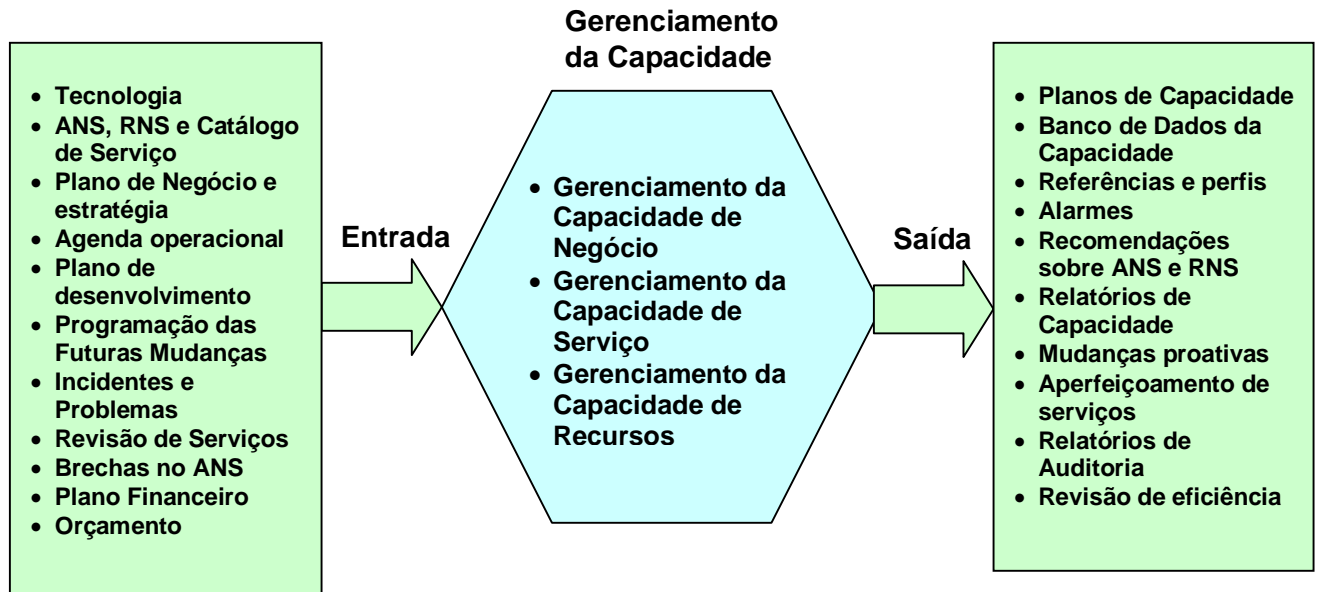 Gerenciamento
da Capacidade
• Tecnologia
• ANS, RNS e Catálogo
de Serviço
• Plano de Negócio e
estratégia
• Agenda operacional
• Plano de
desenvolvimento
• Programação das
Futuras Mudanças
• Incidentes e
Problemas
• Revisão de Serviços
• Brechas no ANS
• Plano Financeiro
• Orçamento
Entrada
• Gerenciamento da
Capacidade de
Negócio
• Gerenciamento da
Capacidade de
Serviço
• Gerenciamento da
Capacidade de
Recursos
Saída
• Planos de Capacidade
• Banco de Dados da
Capacidade
• Referências e perfis
• Alarmes
• Recomendações
sobre ANS e RNS
• Relatórios de
Capacidade
• Mudanças proativas
• Aperfeiçoamento de
serviços
• Relatórios de
Auditoria
• Revisão de eficiência